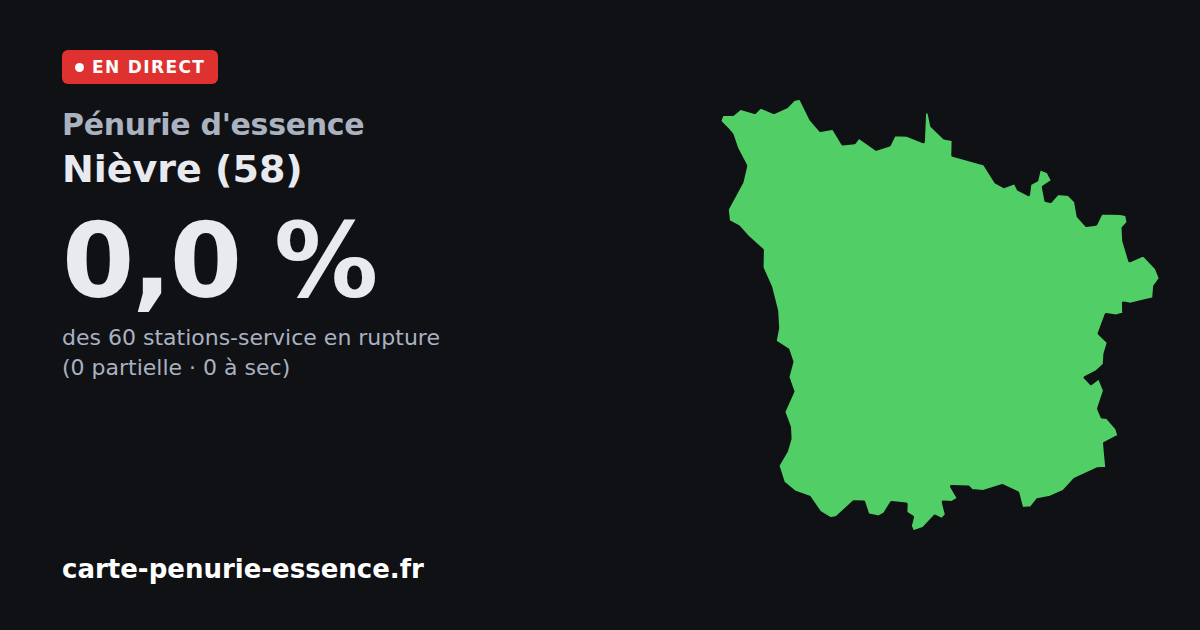 EN DIRECT
Pénurie d'essence
Nièvre (58)
0,0 %
des 60 stations-service en rupture
(0 partielle · 0 à sec)
carte-penurie-essence.fr